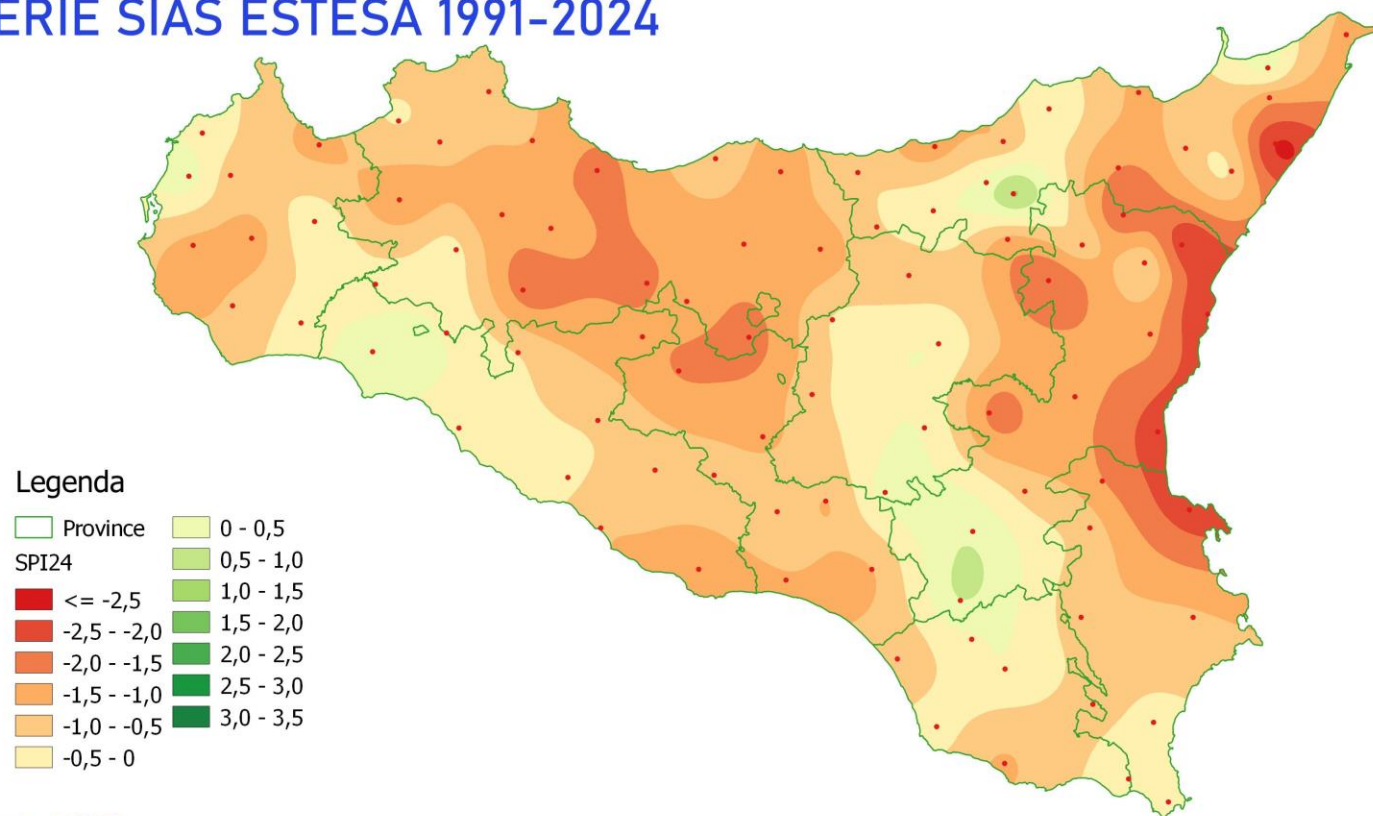 ERIE SIAS ESTESA 1991-2024
Legenda
Province
SPI24
<= -2,5
-2,5 - -2,0
-2,0 - -1,5
-1,5 - -1,0
-1,0 - -0,5
-0,5 - 0
0 - 0,5
0,5 - 1,0
1,0 - 1,5
1,5 - 2,0
2,0 - 2,5
2,5 - 3,0
3,0 - 3,5